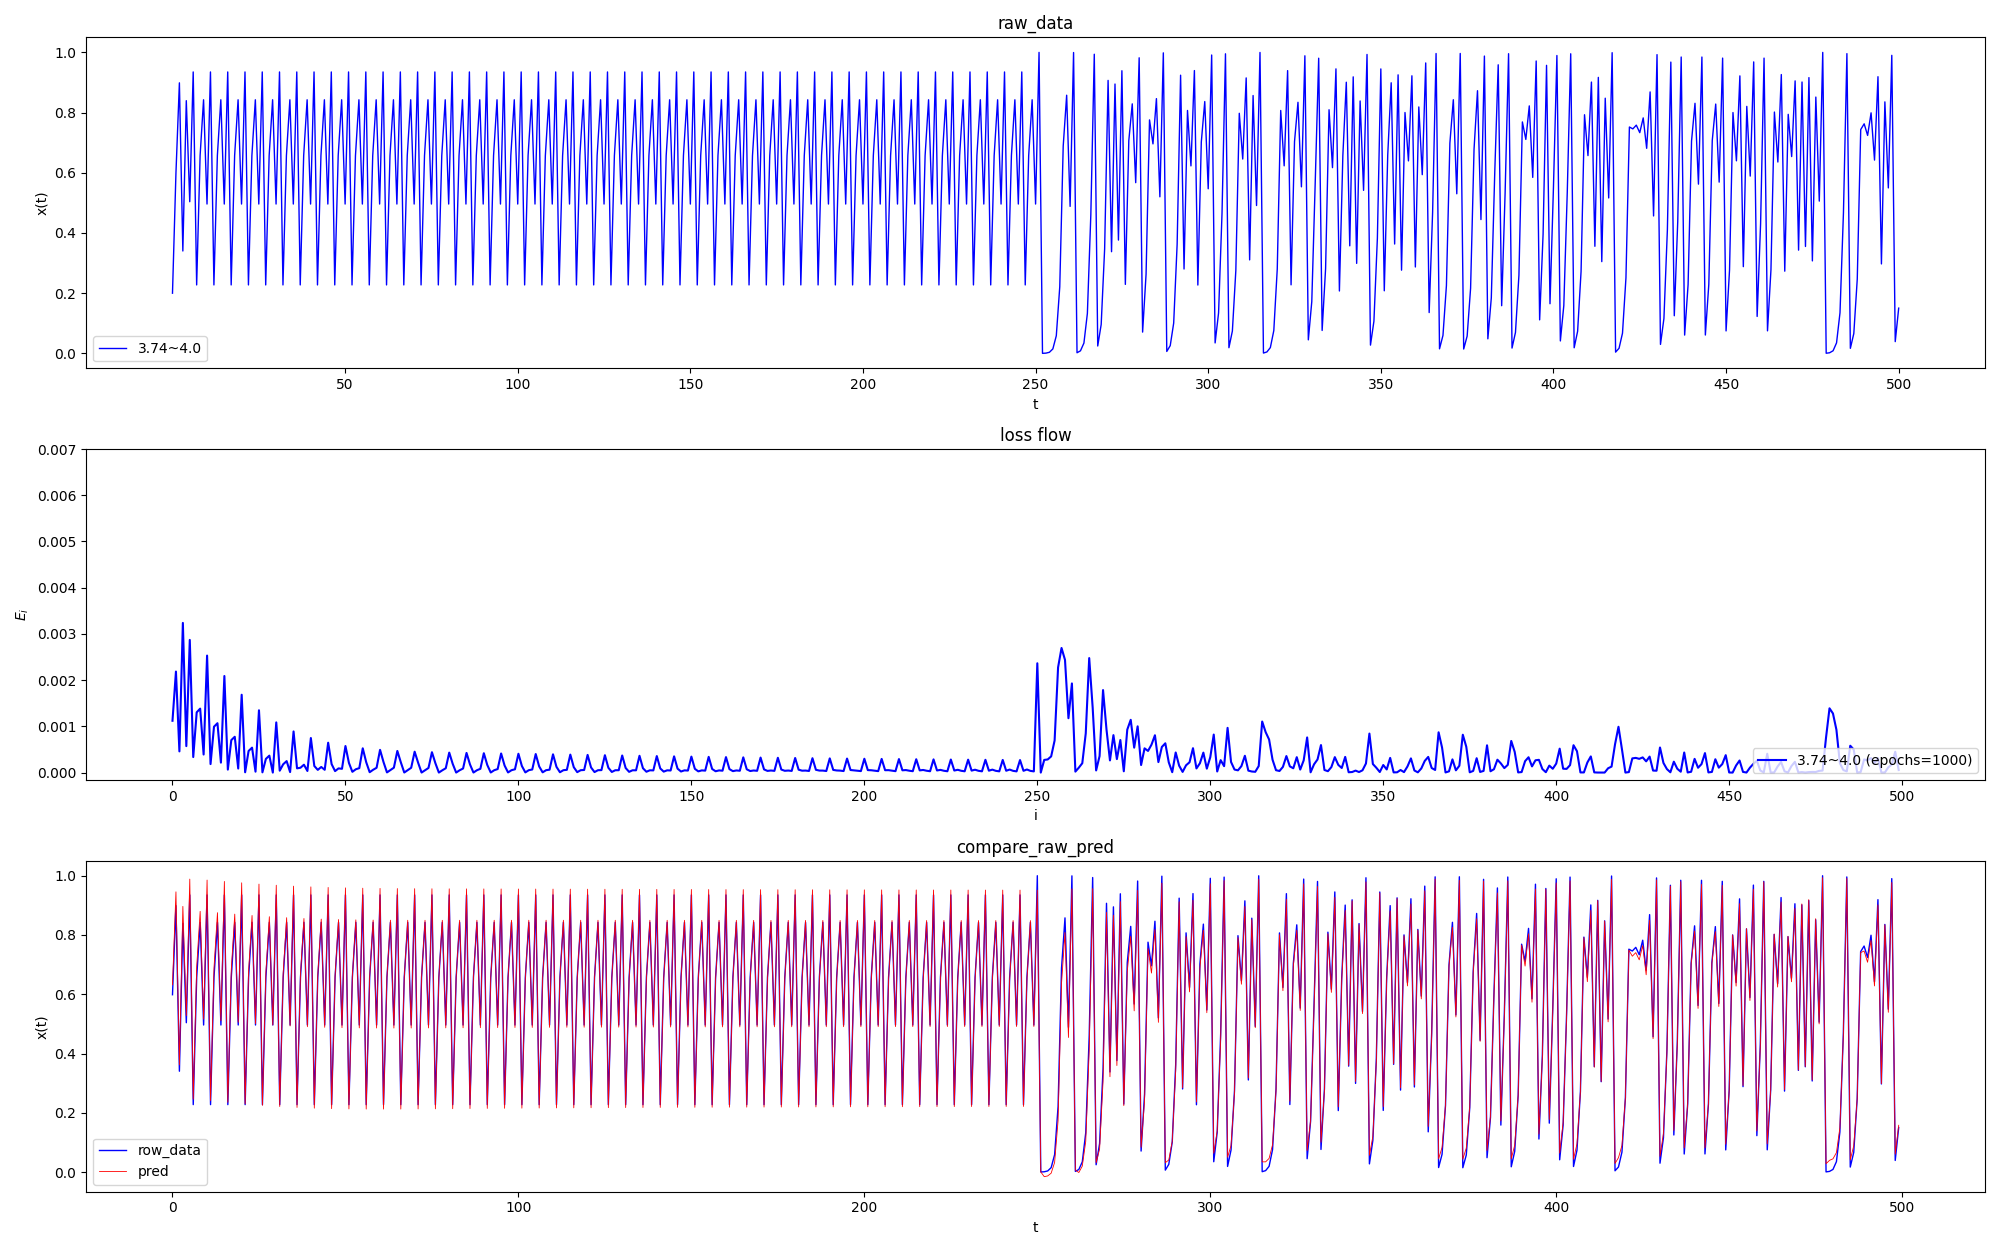 raw_data
x(t)
1.0
0.8
0.6
0.4
0.2
0.0
3.74~4.0
50 100 150 200 250 300 350 400 450 500
t
loss flow
E_i
0.007
0.006
0.005
0.004
0.003
0.002
0.001
0.000
3.74~4.0 (epochs=1000)
0 50 100 150 200 250 300 350 400 450 500
i
compare_raw_pred
x(t)
1.0
0.8
0.6
0.4
0.2
0.0
row_data
pred
0 100 200 300 400 500
t